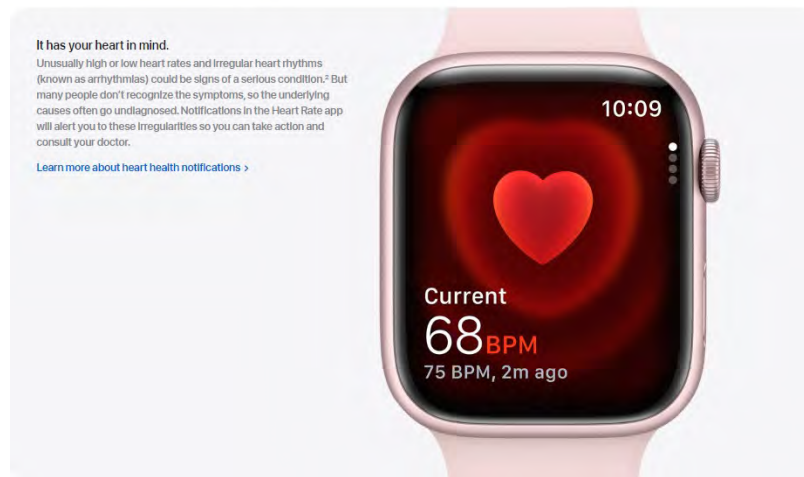 It has your heart in mind.
Unusually high or low heart rates and irregular heart rhythms
(known as arrhythmias) could be signs of a serious condition.² But
many people don't recognize the symptoms, so the underlying
causes often go undiagnosed. Notifications in the Heart Rate app
will alert you to these irregularities so you can take action and
consult your doctor.
Learn more about heart health notifications >
10:09
Current
68 BPM
75 BPM, 2m ago